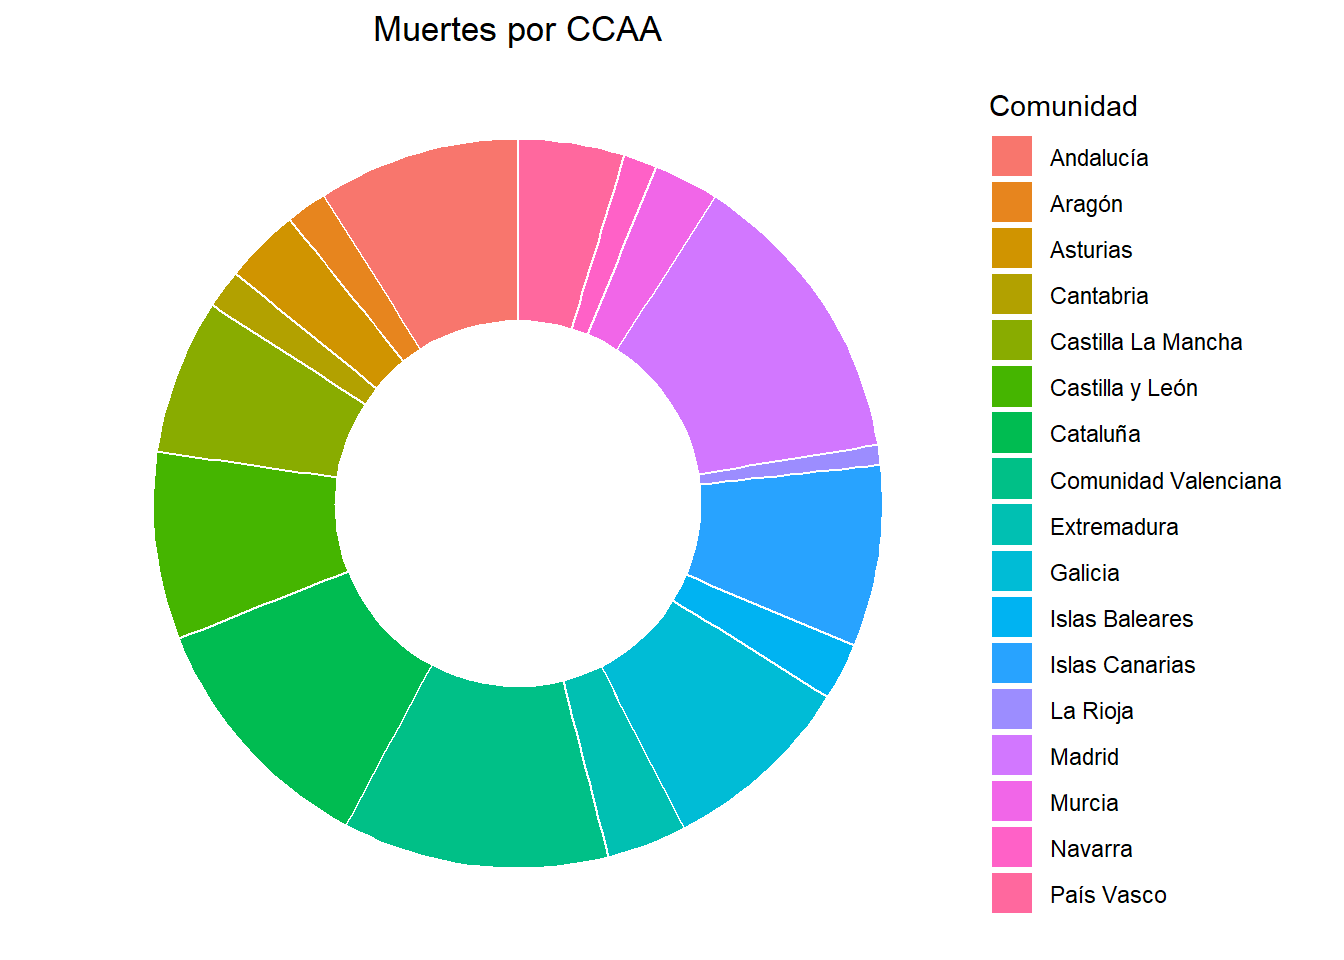 Muertes por CCAA
Comunidad
Andalucía
Aragón
Asturias
Cantabria
Castilla La Mancha
Castilla y León
Cataluña
Comunidad Valenciana
Extremadura
Galicia
Islas Baleares
Islas Canarias
La Rioja
Madrid
Murcia
Navarra
País Vasco